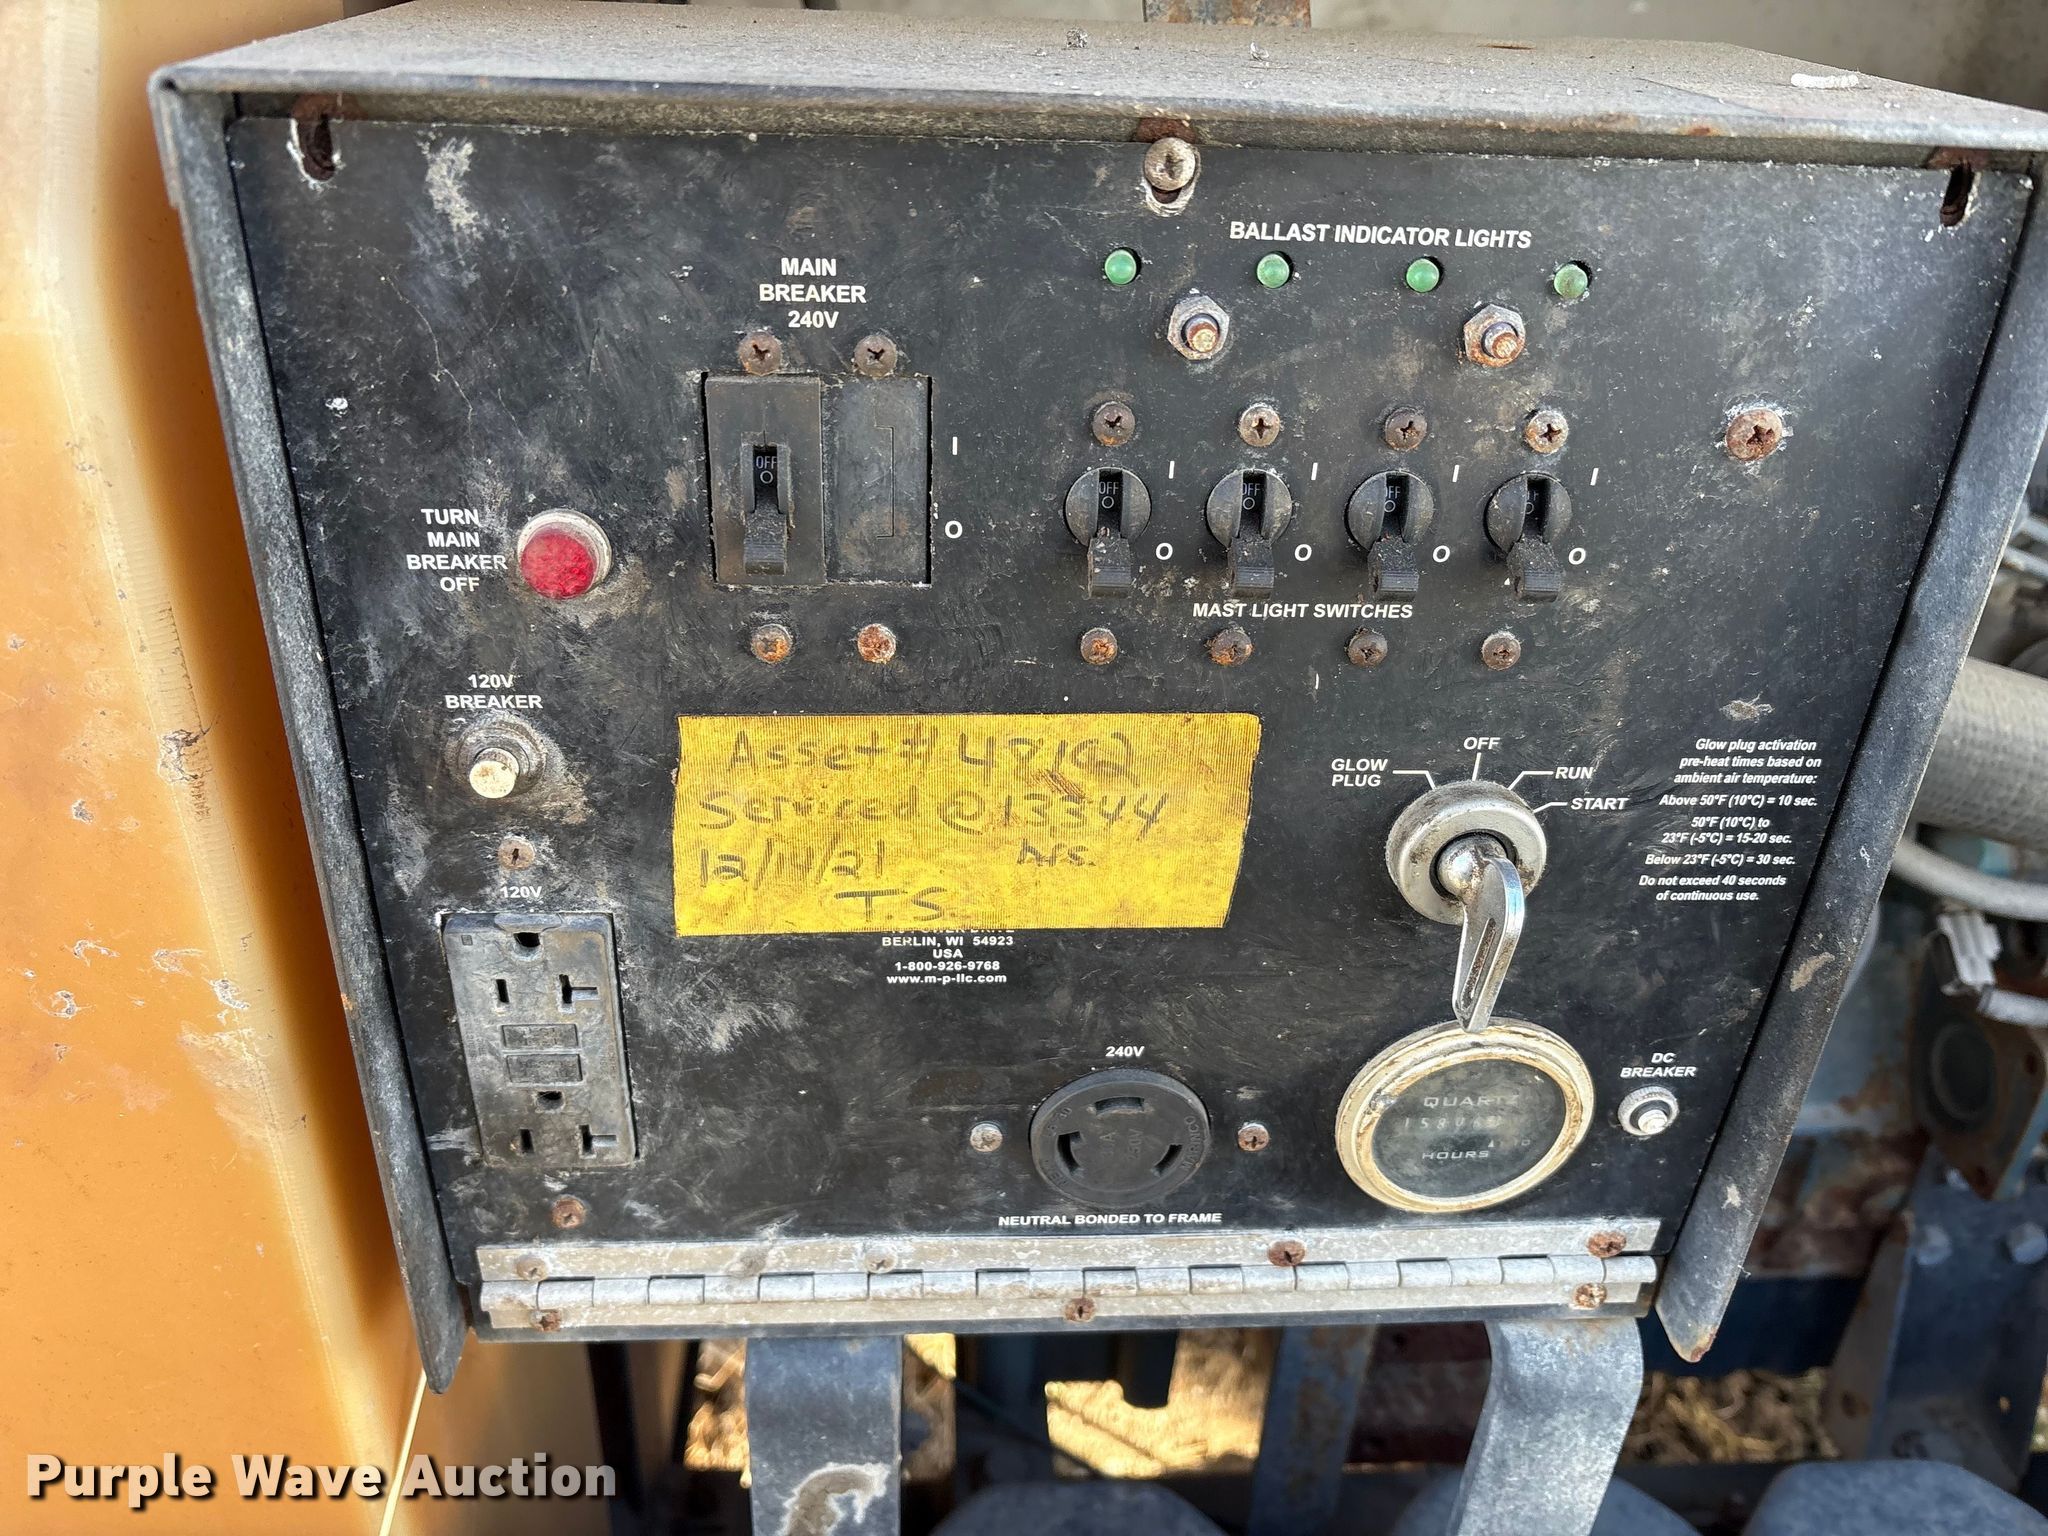 BALLAST INDICATOR LIGHTS
MAIN
BREAKER
240V
OFF
I
O
OFF
I
O
OFF
I
O
I
O
OFF
I
O
MAST LIGHT SWITCHES
TURN
MAIN
BREAKER
OFF
120V
BREAKER
120V
Asset #
Serviced @ 13344
12/11/21 hrs.
T.S.
BERLIN, WI 54923
USA
1-800-926-9768
www.m-p-llc.com
GLOW
PLUG
OFF
RUN
START
Glow plug activation
pre-heat times based on
ambient air temperature:
Above 50°F (10°C) = 10 sec.
50°F (10°C) to
23°F (-5°C) = 15-20 sec.
Below 23°F (-5°C) = 30 sec.
Do not exceed 40 seconds
of continuous use.
240V
NEUTRAL BONDED TO FRAME
QUARTZ
HOURS
DC
BREAKER
Purple Wave Auction